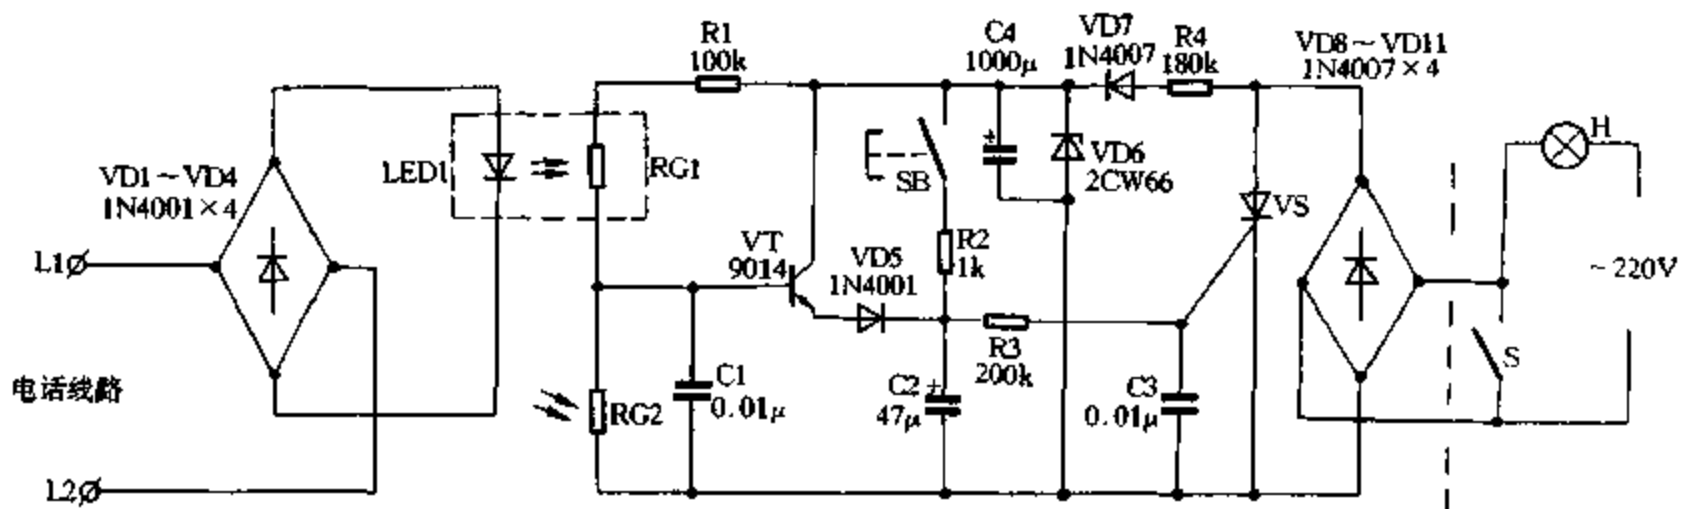 R1
100k
C4
1000μ
VD7
1N4007
R4
180k
VD8～VD11
1N4007×4
H
LED1
RG1
VD1～VD4
1N4001×4
SB
VD6
2CW66
VS
L1
VT
9014
VD5
1N4001
R2
1k
~220V
R3
200k
S
电话线路
C1
0.01μ
RG2
C2
+
47μ
C3
0.01μ
+
L2